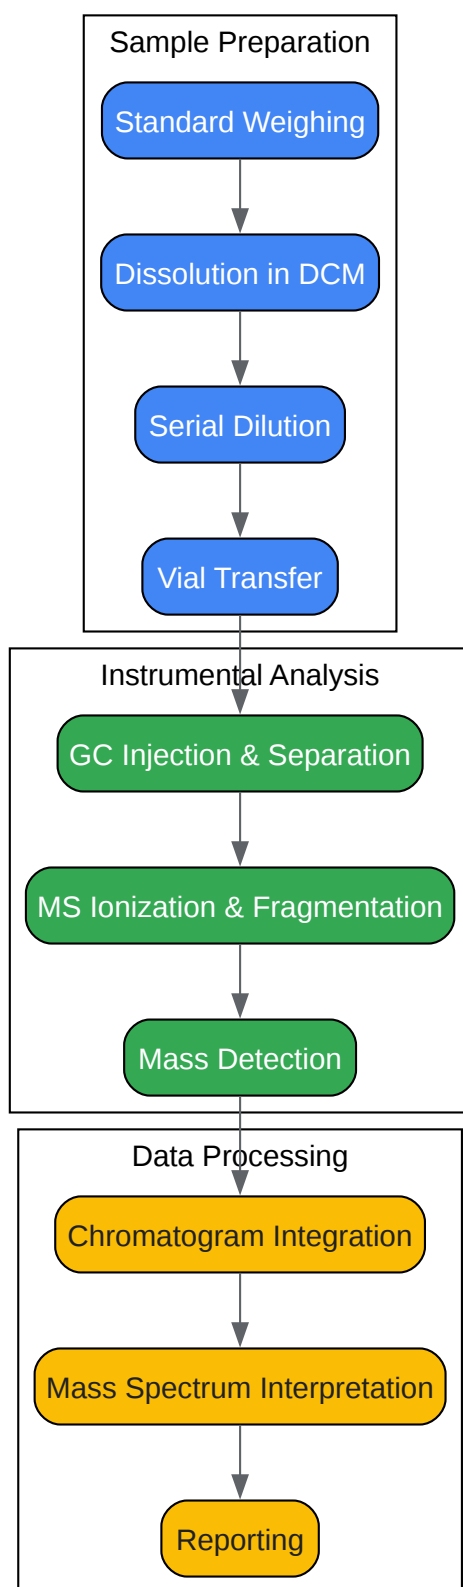 Sample Preparation
Standard Weighing
Dissolution in DCM
Serial Dilution
Vial Transfer
Instrumental Analysis
GC Injection & Separation
MS Ionization & Fragmentation
Mass Detection
Data Processing
Chromatogram Integration
Mass Spectrum Interpretation
Reporting